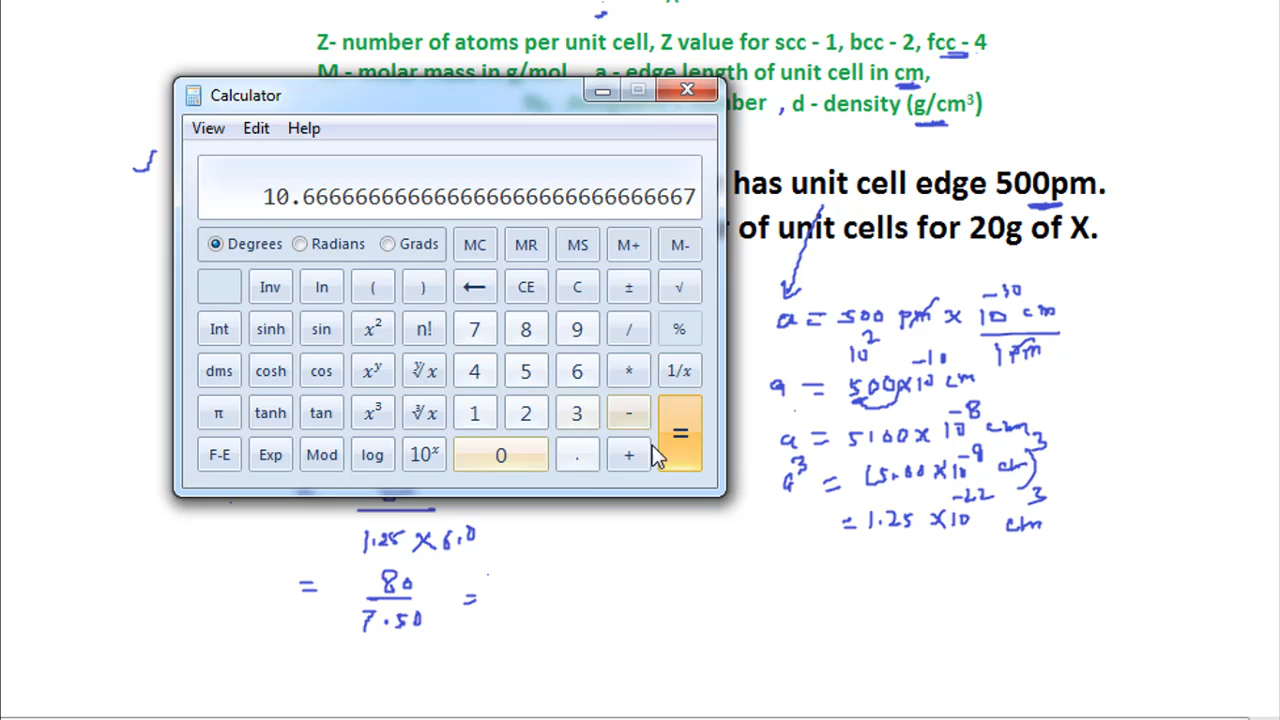 Z- number of atoms per unit cell, Z value for scc - 1, bcc - 2, fcc - 4
M - molar mass in g/mol, a - edge length of unit cell in cm,
d - density (g/cm³)
Calculator
View Edit Help
10.666666666666666666666666666667
Degrees Radians Grads MC MR MS M+ M-
Inv ln ( ) ← CE C ± √
Int sinh sin x² n! 7 8 9 / %
dms cosh cos xʸ ʸ√x 4 5 6 * 1/x
π tanh tan x³ ³√x 1 2 3 - =
F-E Exp Mod log 10ˣ 0 . +
has unit cell edge 500pm.
of unit cells for 20g of X.
a = 500 pm × 10⁻¹⁰ cm
1pm
10² 
a = 500×10⁻¹⁰ cm
a = 5.00 × 10⁻⁸ cm
a³ = (5.00 × 10⁻⁸ cm)³
= 1.25 × 10⁻²² cm³
1.25 × 6.0
= 80
7.50 =